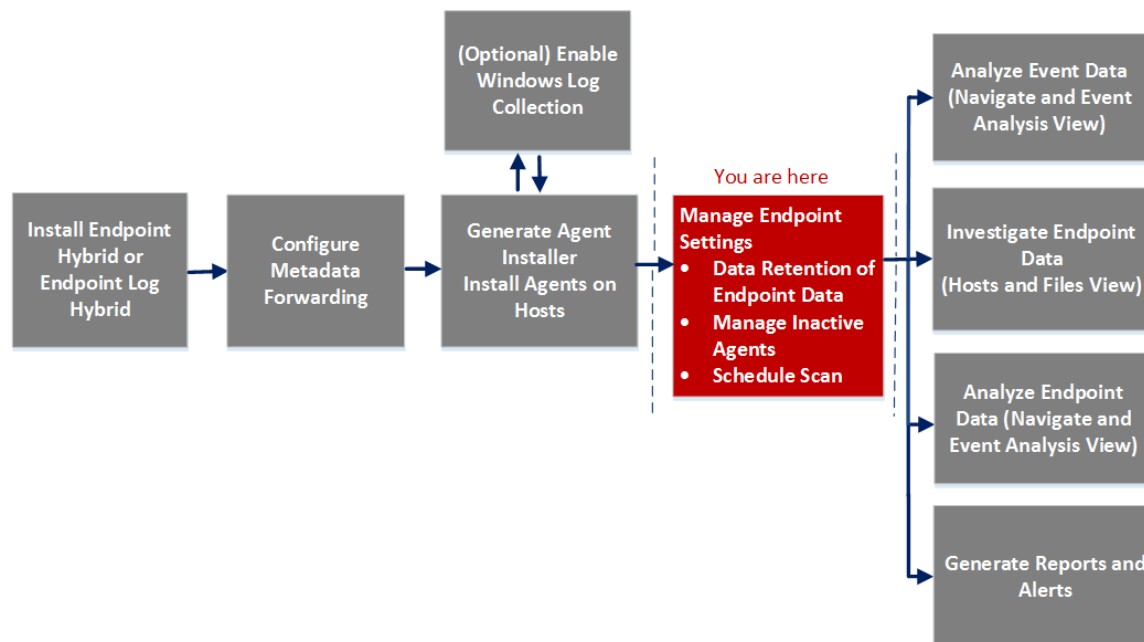 (Optional) Enable
Windows Log
Collection
Install Endpoint
Hybrid or
Endpoint Log
Hybrid
Configure
Metadada
Forwarding
Generate Agent
Installer
Install Agents on
Hosts
You are here
Manage Endpoint
Settings
• Data Retention of
Endpoint Data
• Manage Inactive
Agents
• Schedule Scan
Analyze Event Data
(Navigate and Event
Analysis View)
Investigate Endpoint
Data
(Hosts and Files View)
Analyze Endpoint
Data (Navigate and
Event Analysis View)
Generate Reports and
Alerts